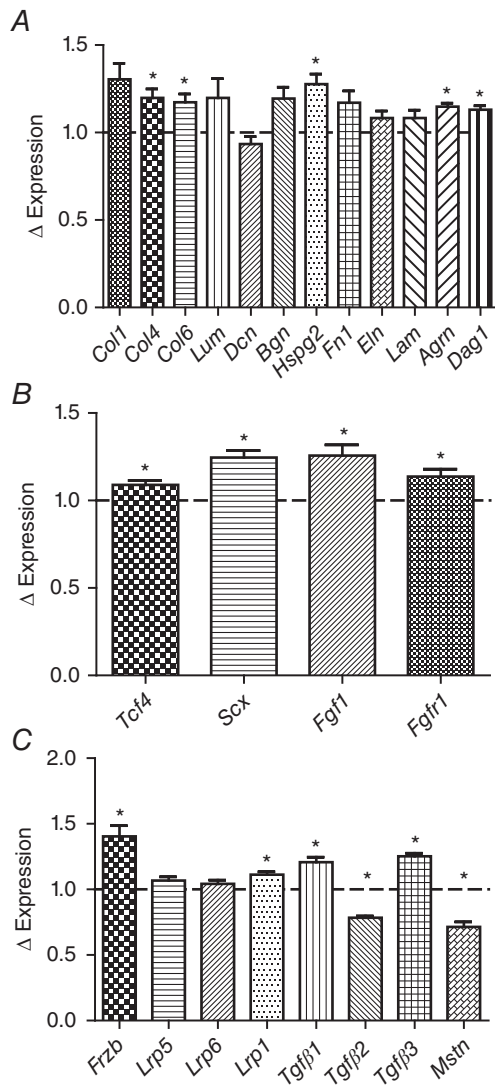 A
1.5
1.0
0.5
0.0
Δ Expression
* * * * *
Col1 Col4 Col6 Lum Dcn Bgn Hspg2 Fn1 Eln Lam Agrn Dag1
B
1.5
1.0
0.5
0.0
Δ Expression
* * * *
Tcf4 Scx Fgf1 Fgfr1
C
2.0
1.5
1.0
0.5
0.0
Δ Expression
* * * * * *
Frzb Lrp5 Lrp6 Lrp1 Tgfβ1 Tgfβ2 Tgfβ3 Mstn